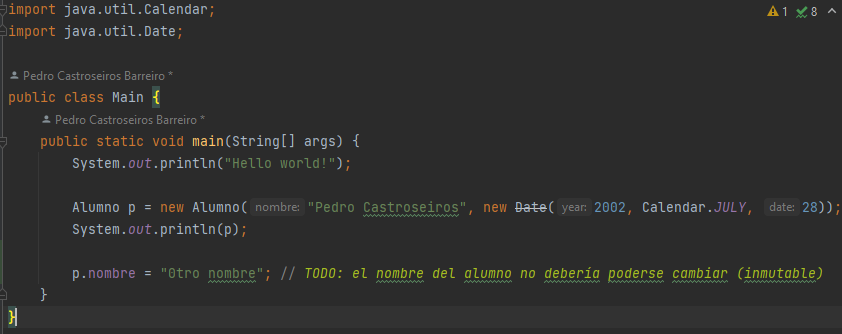 import java.util.Calendar;
1 8
import java.util.Date;
Pedro Castroseiros Barreiro *
public class Main {
Pedro Castroseiros Barreiro *
public static void main(String[] args) {
System.out.println("Hello world!");
Alumno p = new Alumno( nombre: "Pedro Castroseiros", new Date( year: 2002, Calendar.JULY, date: 28));
System.out.println(p);
p.nombre = "Otro nombre"; // TODO: el nombre del alumno no debería poderse cambiar (inmutable)
}
}